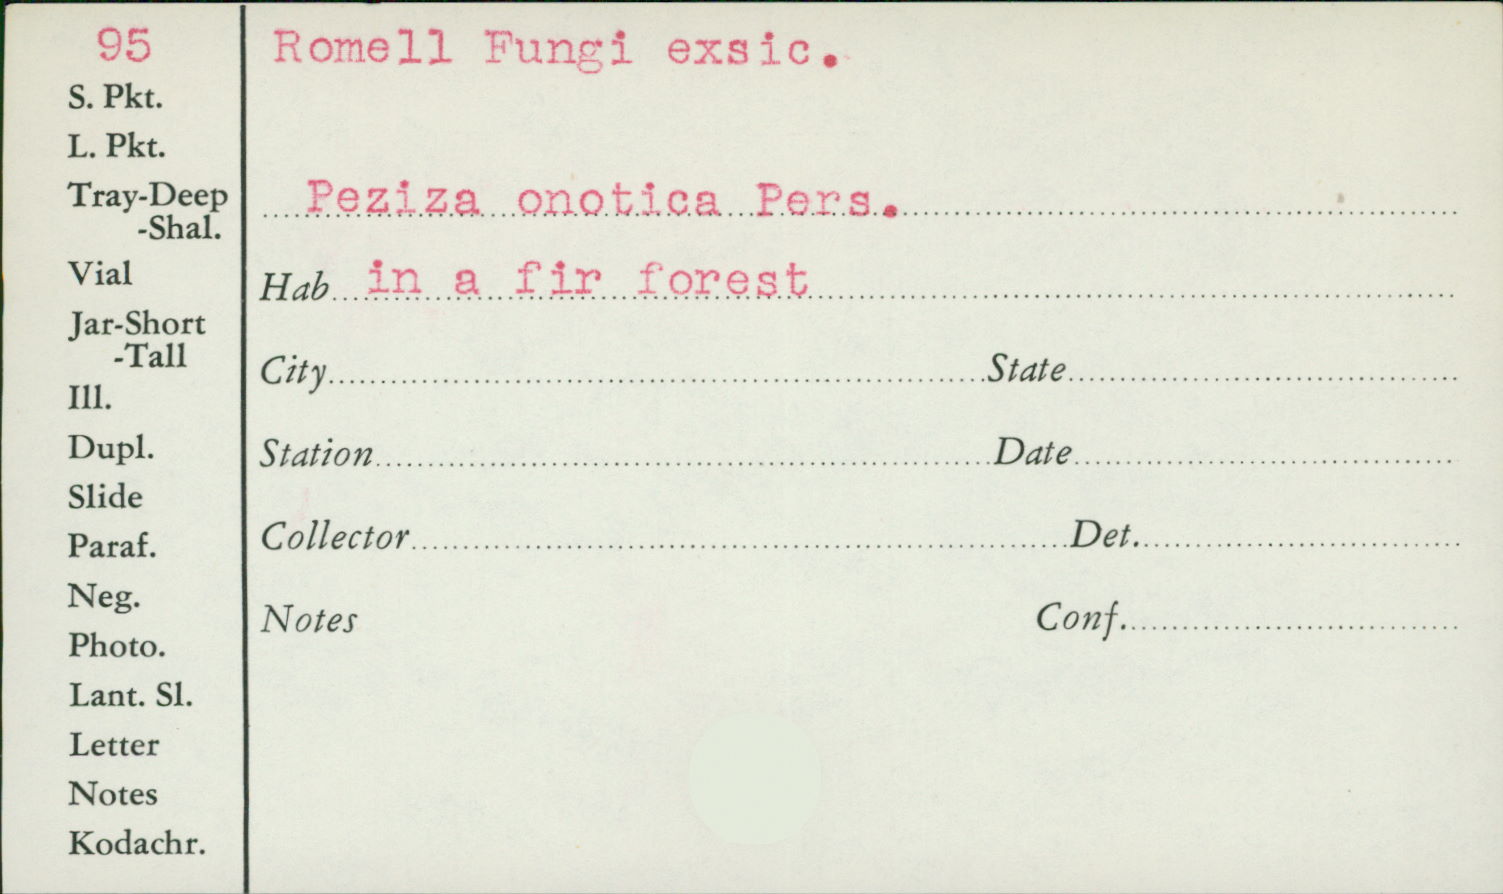 95
S. Pkt.
L. Pkt.
Tray-Deep
-Shal.
Vial
Jar-Short
-Tall
Ill.
Dupl.
Slide
Paraf.
Neg.
Photo.
Lant. Sl.
Letter
Notes
Kodachr.
Romell Fungi exsic.
Peziza onotica Pers.
Hab in a fir forest
City State
Station Date
Collector Det.
Notes Conf.